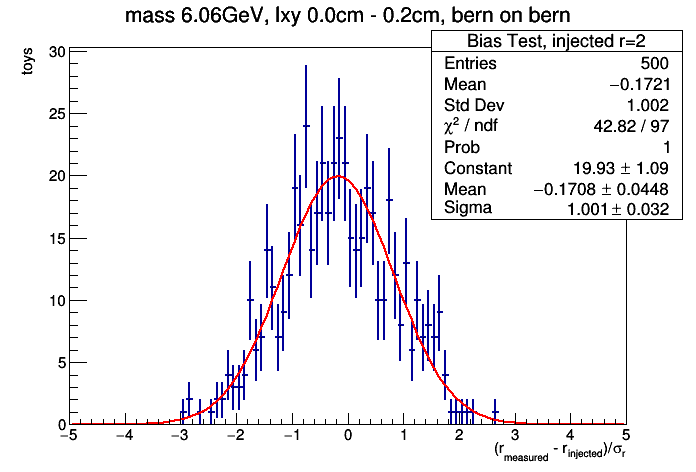 mass 6.06GeV, lxy 0.0cm - 0.2cm, bern on bern
Bias Test, injected r=2
Entries 500
Mean −0.1721
Std Dev 1.002
χ² / ndf 42.82 / 97
Prob 1
Constant 19.93 ± 1.09
Mean −0.1708 ± 0.0448
Sigma 1.001 ± 0.032
toys
30
25
20
15
10
5
0
−5 −4 −3 −2 −1 0 1 2 3 4 5
(r_measured - r_injected)/σ_r